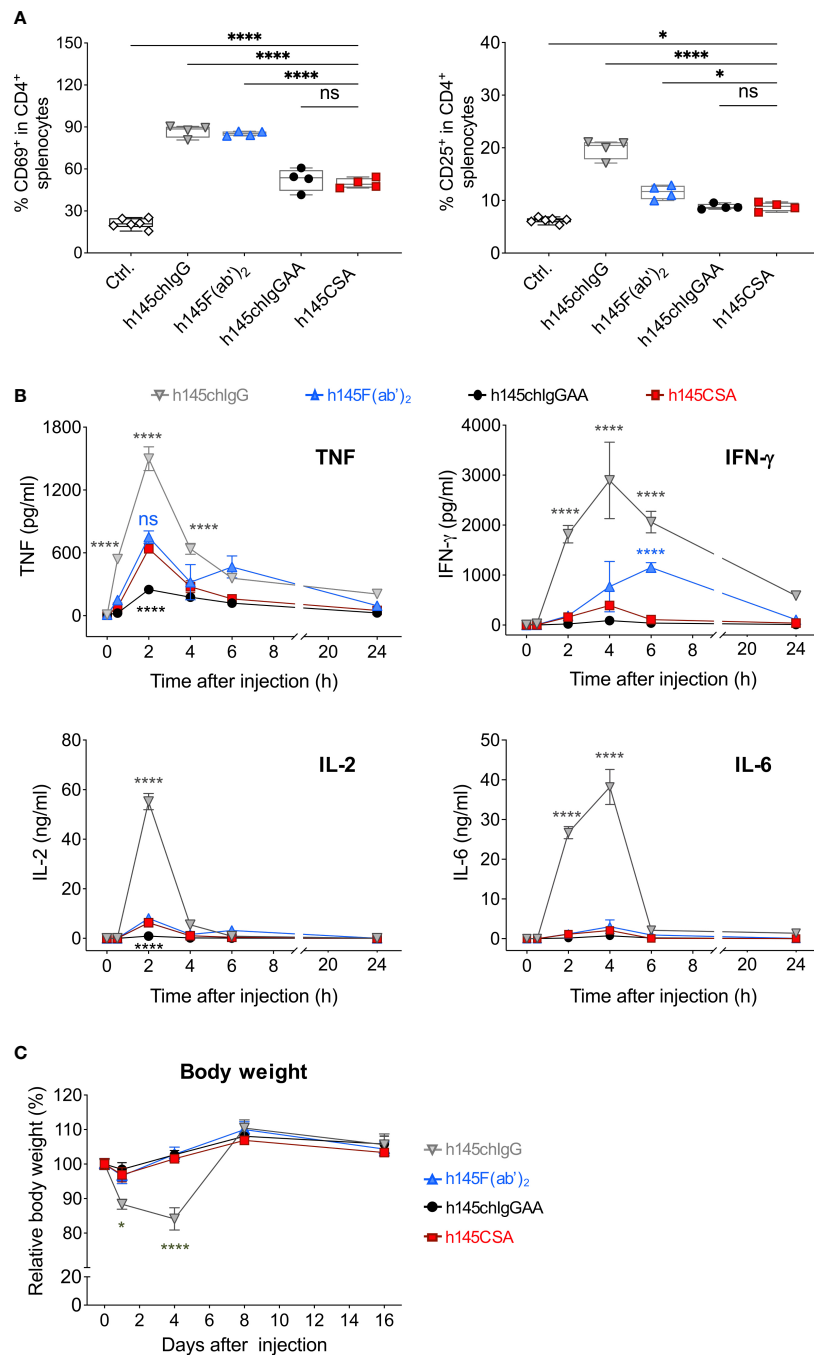 A
150
120
90
60
30
0
% CD69+ in CD4+
splenocytes
****
****
****
ns
Ctrl.
h145chIgG
h145F(ab')2
h145chIgGAA
h145CSA
40
30
20
10
0
% CD25+ in CD4+
splenocytes
*
****
*
ns
Ctrl.
h145chIgG
h145F(ab')2
h145chIgGAA
h145CSA
B
h145chIgG h145F(ab')2 h145chIgGAA h145CSA
TNF
1800
1200
600
0
TNF (pg/ml)
****
****
ns
****
****
0 2 4 6 8 20 24
Time after injection (h)
IFN-γ
4000
3000
2000
1000
0
IFN-γ (pg/ml)
****
****
****
****
0 2 4 6 8 20 24
Time after injection (h)
IL-2
80
60
40
20
0
IL-2 (ng/ml)
****
****
0 2 4 6 8 20 24
Time after injection (h)
IL-6
50
40
30
20
10
0
IL-6 (ng/ml)
****
****
0 2 4 6 8 20 24
Time after injection (h)
C
Body weight
120
110
100
90
80
20
0
Relative body weight (%)
*
****
0 2 4 6 8 10 12 14 16
Days after injection
h145chIgG
h145F(ab')2
h145chIgGAA
h145CSA